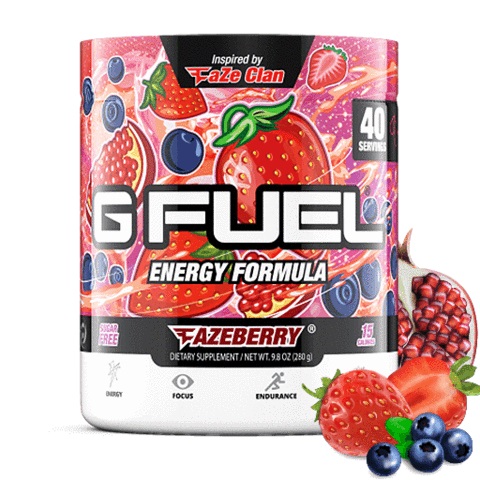 Inspired by
FaZe Clan
40
SERVINGS
G FUEL
ENERGY FORMULA
FAZEBERRY®
SUGAR
FREE
15
CALORIES
DIETARY SUPPLEMENT / NET WT. 9.8 OZ (280 g)
ENERGY
FOCUS
ENDURANCE